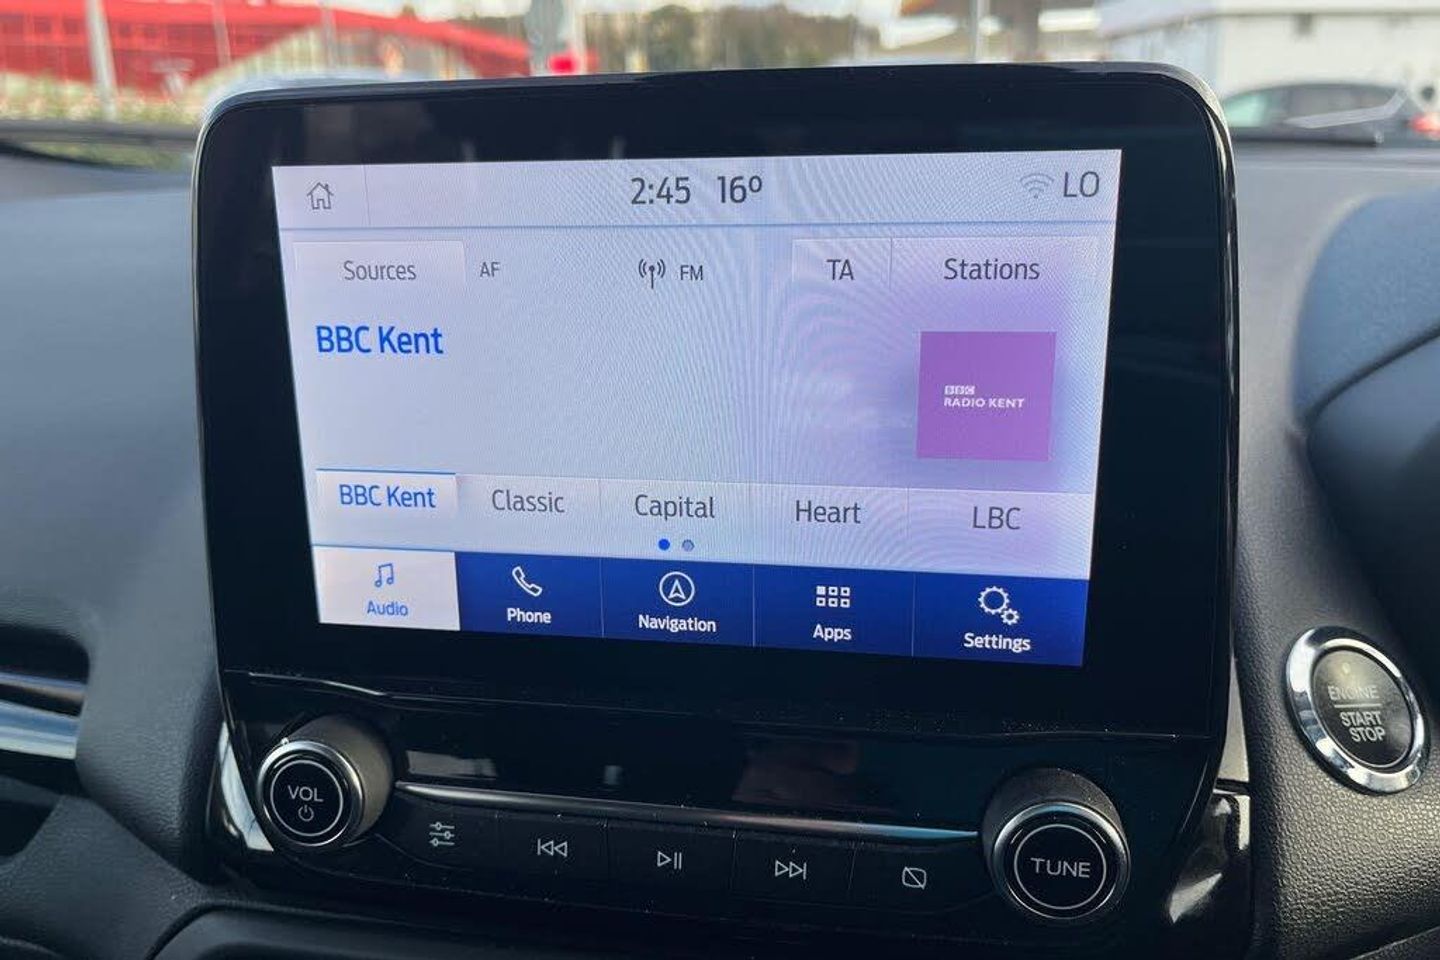 2:45 16º LO
Sources AF FM TA Stations
BBC Kent
BBC
RADIO KENT
BBC Kent Classic Capital Heart LBC
Audio Phone Navigation Apps Settings
ENGINE
START
STOP
VOL
TUNE